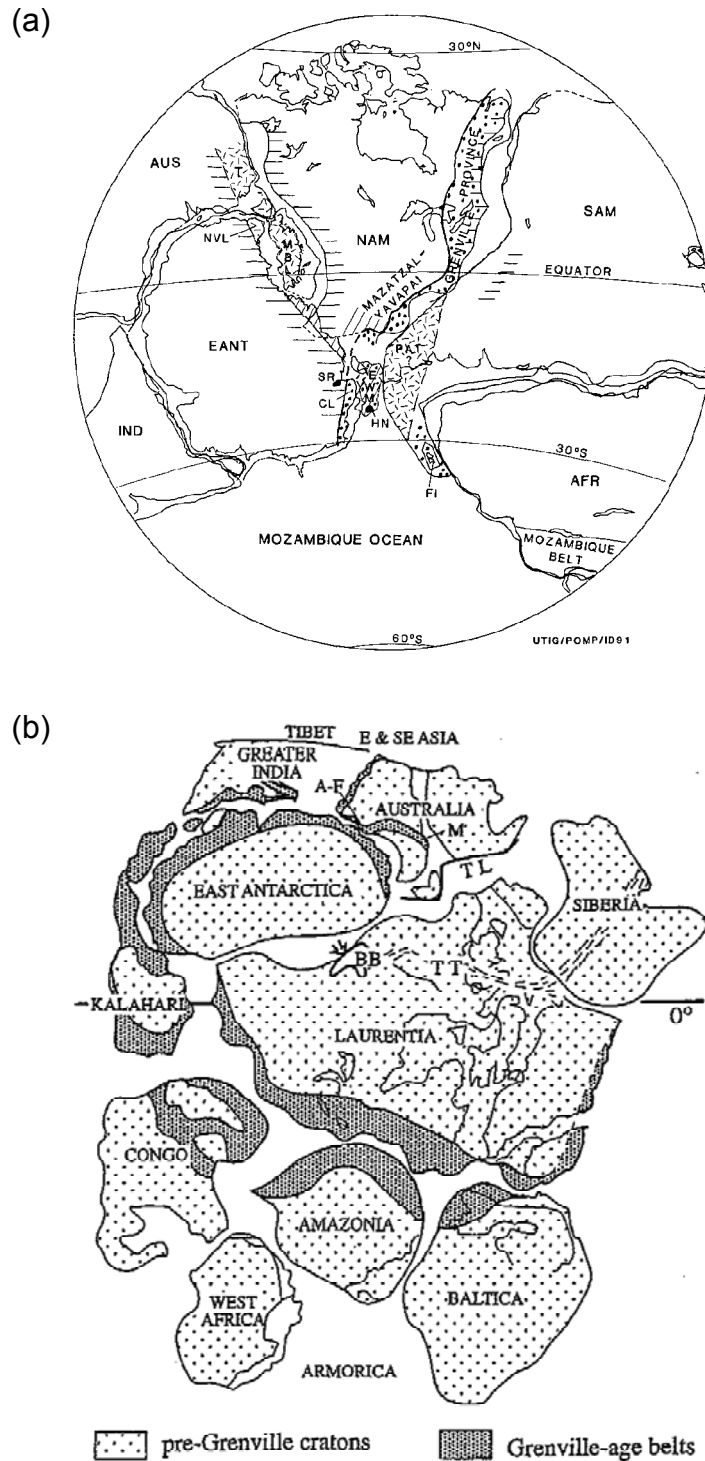 (a)
30°N
AUS
T
NVL
M
B
NAM
GRENVILLE PROVINCE
SAM
MAZATZAL-
YAVAPAI
EQUATOR
EANT
PAT
SR
E
W
M
CL
HN
IND
30°S
FI
AFR
MOZAMBIQUE OCEAN
MOZAMBIQUE
BELT
60°S
UTIG/POMP/ID91
(b)
TIBET
E & SE ASIA
GREATER
INDIA
A-F
AUSTRALIA
M
TL
EAST ANTARCTICA
SIBERIA
BB
TT
V
KALAHARI
0°
LAURENTIA
CONGO
AMAZONIA
WEST
AFRICA
BALTICA
ARMORICA
pre-Grenville cratons
Grenville-age belts